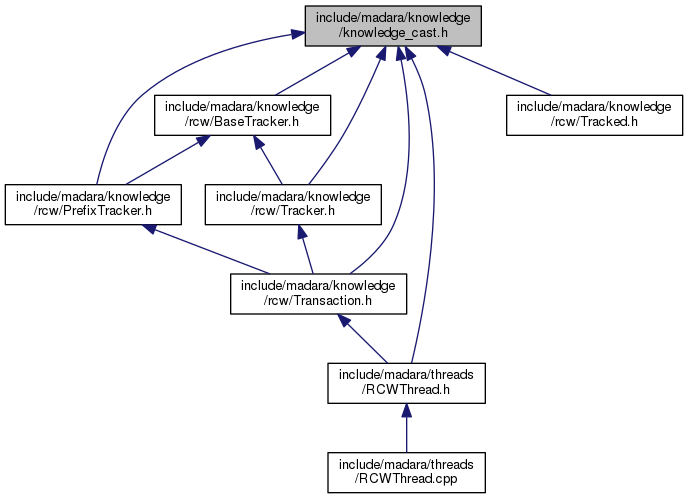 include/madara/knowledge
/knowledge_cast.h
include/madara/knowledge
/rcw/BaseTracker.h
include/madara/knowledge
/rcw/Tracked.h
include/madara/knowledge
/rcw/PrefixTracker.h
include/madara/knowledge
/rcw/Tracker.h
include/madara/knowledge
/rcw/Transaction.h
include/madara/threads
/RCWThread.h
include/madara/threads
/RCWThread.cpp